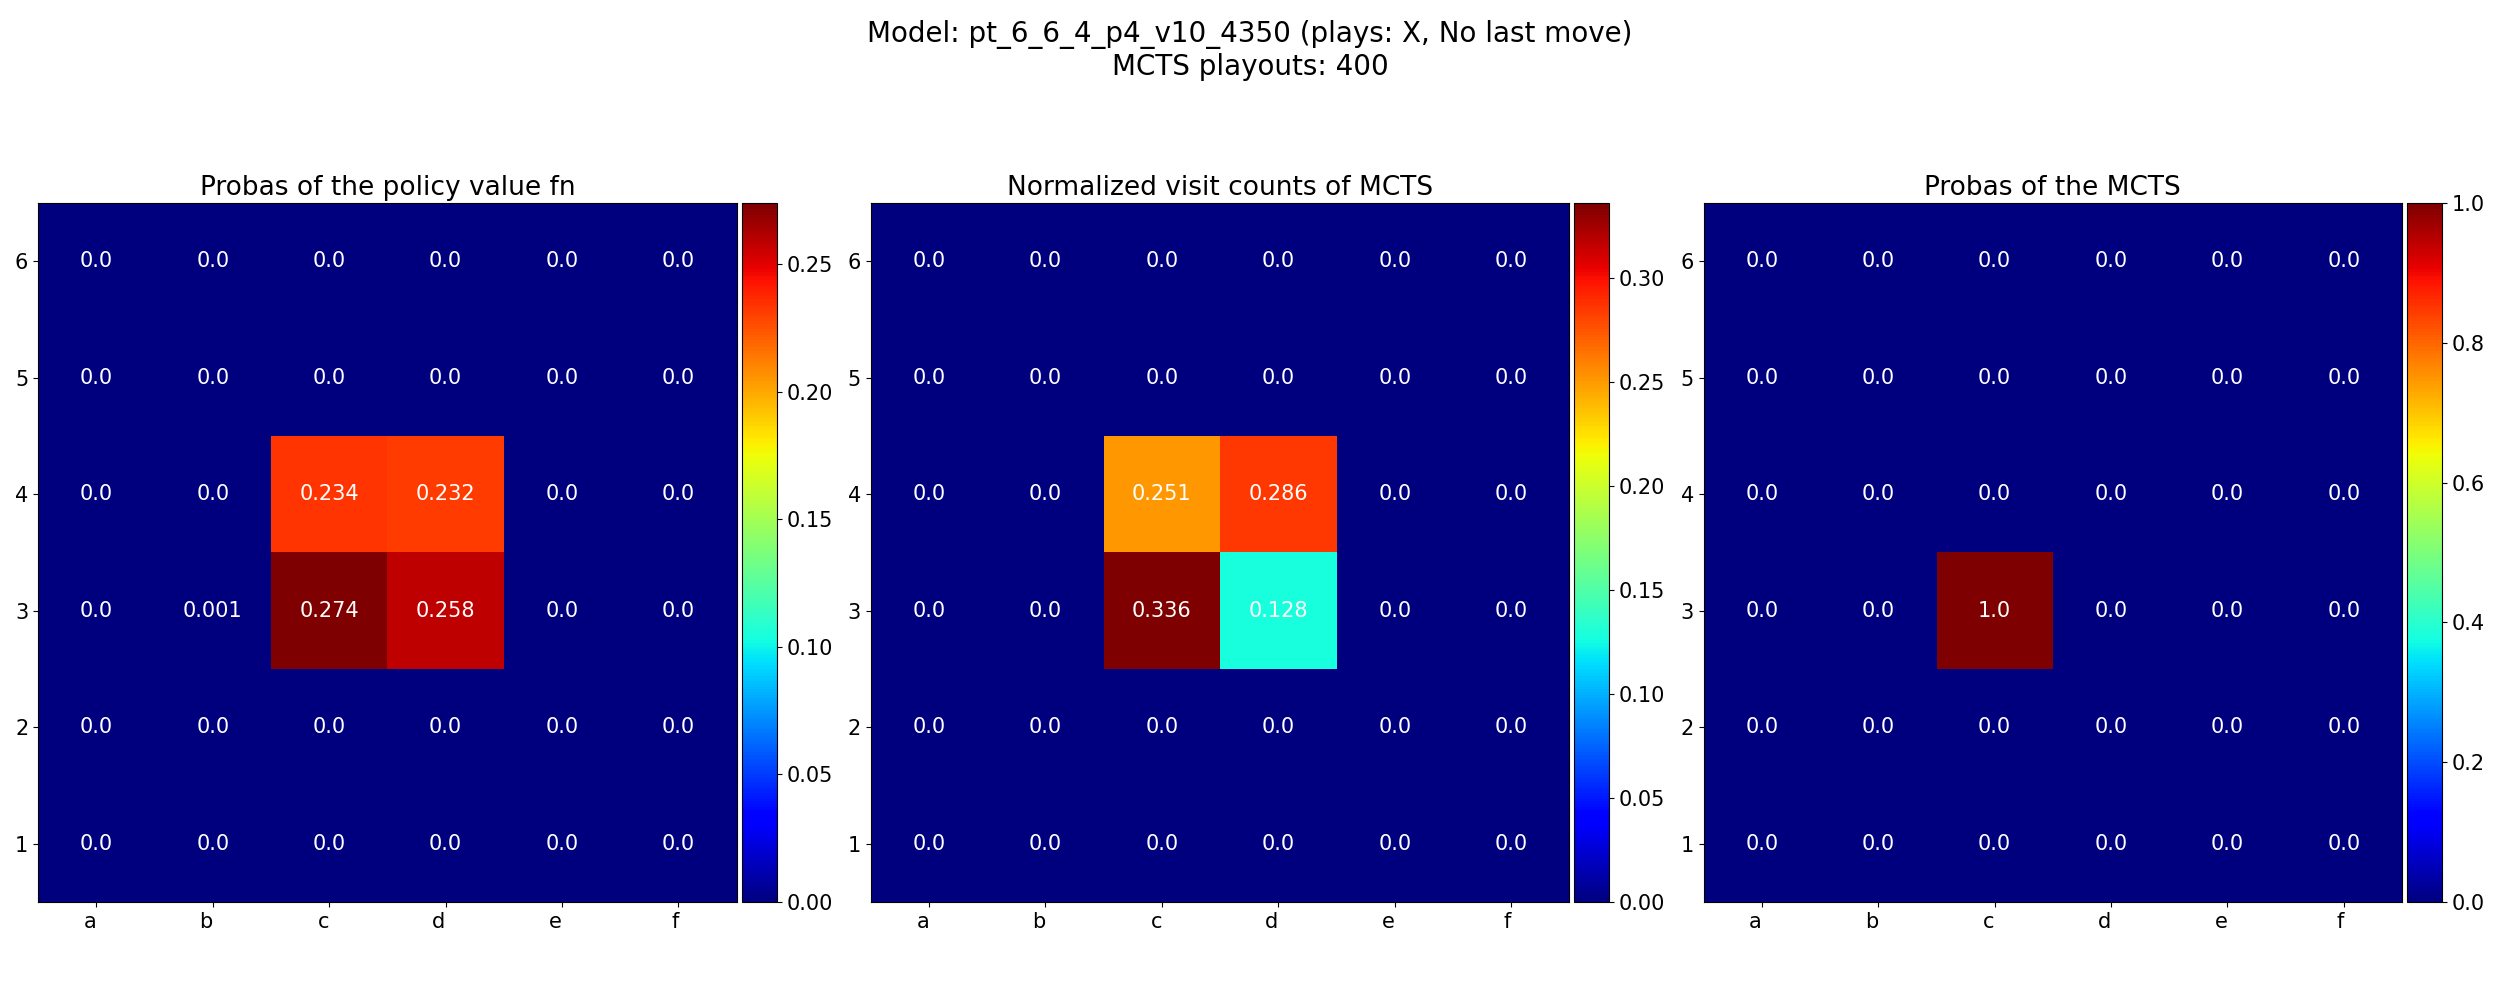 Model: pt_6_6_4_p4_v10_4350 (plays: X, No last move)
MCTS playouts: 400
Probas of the policy value fn
6 0.0 0.0 0.0 0.0 0.0 0.0
5 0.0 0.0 0.0 0.0 0.0 0.0
4 0.0 0.0 0.234 0.232 0.0 0.0
3 0.0 0.001 0.274 0.258 0.0 0.0
2 0.0 0.0 0.0 0.0 0.0 0.0
1 0.0 0.0 0.0 0.0 0.0 0.0
a b c d e f
0.25
0.20
0.15
0.10
0.05
0.00
Normalized visit counts of MCTS
6 0.0 0.0 0.0 0.0 0.0 0.0
5 0.0 0.0 0.0 0.0 0.0 0.0
4 0.0 0.0 0.251 0.286 0.0 0.0
3 0.0 0.0 0.336 0.128 0.0 0.0
2 0.0 0.0 0.0 0.0 0.0 0.0
1 0.0 0.0 0.0 0.0 0.0 0.0
a b c d e f
0.30
0.25
0.20
0.15
0.10
0.05
0.00
Probas of the MCTS
6 0.0 0.0 0.0 0.0 0.0 0.0
5 0.0 0.0 0.0 0.0 0.0 0.0
4 0.0 0.0 0.0 0.0 0.0 0.0
3 0.0 0.0 1.0 0.0 0.0 0.0
2 0.0 0.0 0.0 0.0 0.0 0.0
1 0.0 0.0 0.0 0.0 0.0 0.0
a b c d e f
1.0
0.8
0.6
0.4
0.2
0.0